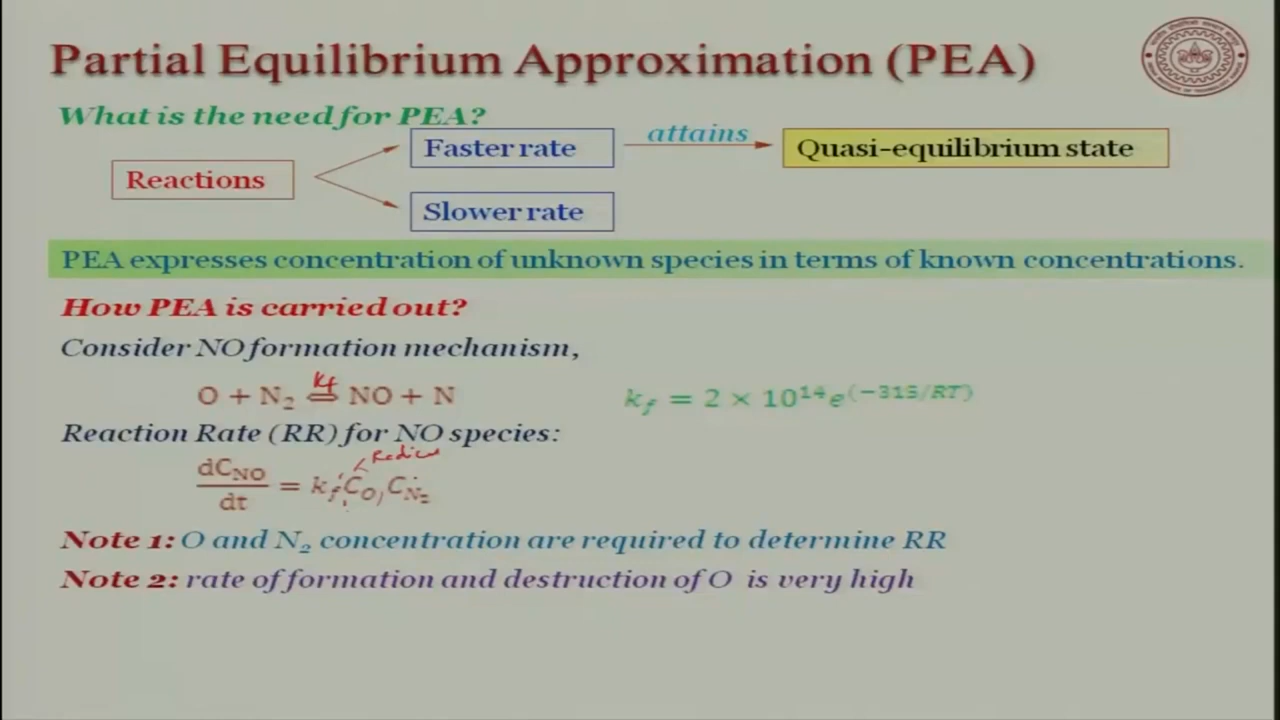 Partial Equilibrium Approximation (PEA)
What is the need for PEA?
Reactions
Faster rate
attains
Quasi-equilibrium state
Slower rate
PEA expresses concentration of unknown species in terms of known concentrations.
How PEA is carried out?
Consider NO formation mechanism,
kf
O + N₂ ⇌ NO + N
k_f = 2 × 10¹⁴e^(−315/RT)
Reaction Rate (RR) for NO species:
dC_NO/dt = k_f C_O, C_N₂
Note 1: O and N₂ concentration are required to determine RR
Note 2: rate of formation and destruction of O is very high